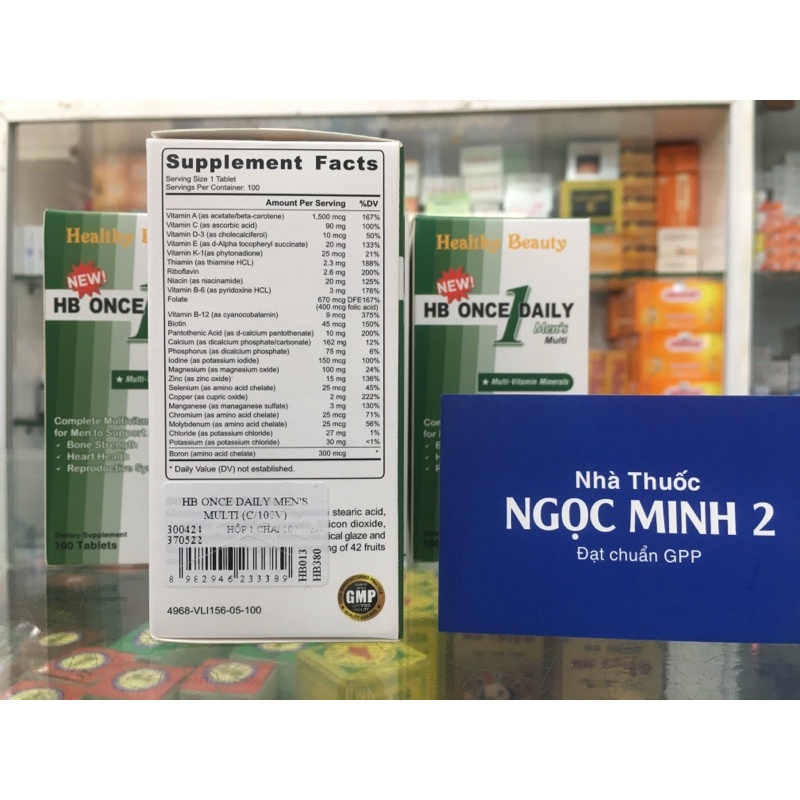 Supplement Facts
Serving Size 1 Tablet
Servings Per Container: 100
Amount Per Serving %DV
Vitamin A (as acetate/beta-carotene) 1,500 mcg 167%
Vitamin C (as ascorbic acid) 90 mg 100%
Vitamin D-3 (as cholecalciferol) 10 mcg 50%
Vitamin E (as d-Alpha tocopheryl succinate) 20 mg 133%
Vitamin K-1(as phytonadione) 25 mcg 21%
Thiamin (as thiamine HCL) 2.3 mg 188%
Riboflavin 2.6 mg 200%
Niacin (as niacinamide) 20 mg 125%
Vitamin B-6 (as pyridoxine HCL) 3 mg 176%
Folate 670 mcg DFE167%
(400 mcg folic acid)
Vitamin B-12 (as cyanocobalamin) 9 mcg 375%
Biotin 45 mcg 150%
Pantothenic Acid (as d-calcium pantothenate) 10 mg 200%
Calcium (as dicalcium phosphate/carbonate) 162 mg 12%
Phosphorus (as dicalcium phosphate) 75 mg 6%
Iodine (as potassium iodide) 150 mcg 100%
Magnesium (as magnesium oxide) 100 mg 24%
Zinc (as zinc oxide) 15 mg 136%
Selenium (as amino acid chelate) 25 mcg 45%
Copper (as cupric oxide) 2 mg 222%
Manganese (as manganese sulfate) 3 mg 130%
Chromium (as amino acid chelate) 25 mcg 71%
Molybdenum (as amino acid chelate) 25 mcg 56%
Chloride (as potassium chloride) 27 mg 1%
Potassium (as potassium chloride) 30 mg <1%
Boron (amino acid chelate) 300 mcg *
* Daily Value (DV) not established.
stearic acid,
icon dioxide,
ical glaze and
ng of 42 fruits
HB ONCE DAILY MEN'S
MULTI (C/100V)
300424 HỘP 1 CHAI
370522
8 982946 233389
HB013
HB380
GMP
4968-VLI156-05-100
Healthy B
NEW!
HB ONCE 1
Multi-
Complete Multivita
for Men to Support:
Bone Strength
Heart Health
Reproductive Sy
Dietary Supplement
100 Tablets
Healthy Beauty
NEW!
HB ONCE 1 DAILY
Men's
Multi
Multi-Vitamin Minerals
Nhà Thuốc
NGỌC MINH 2
Đạt chuẩn GPP